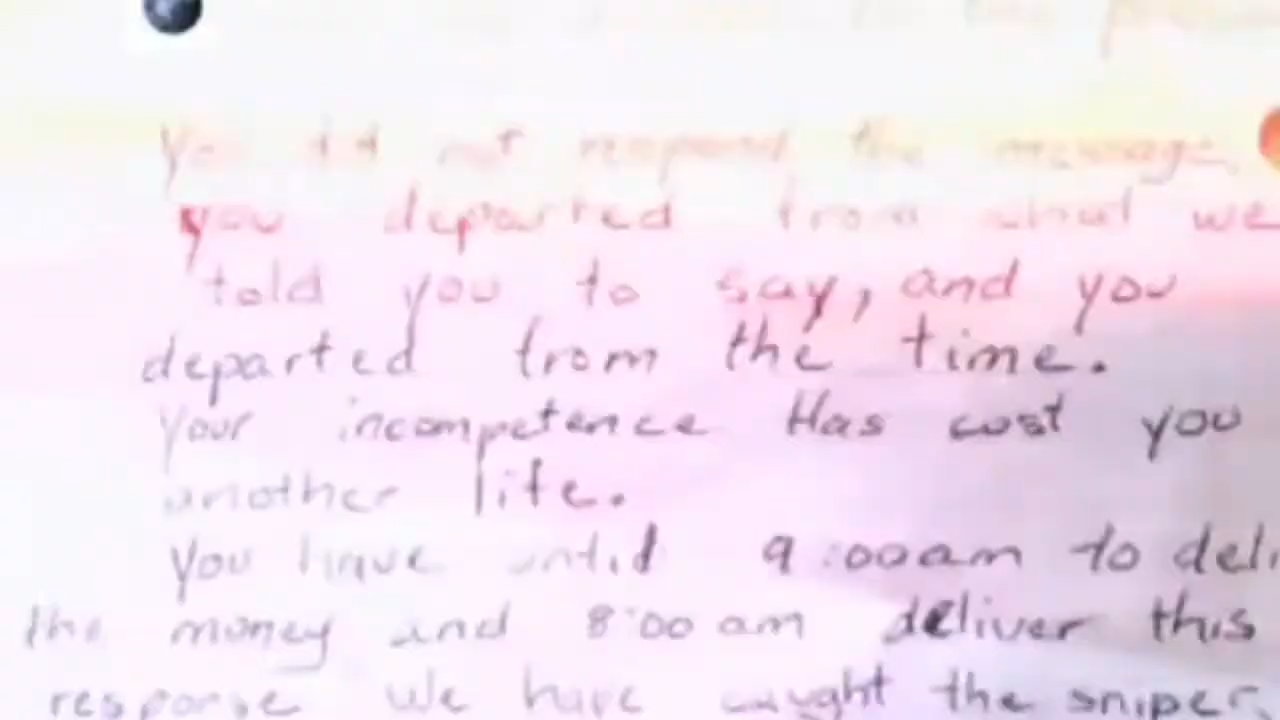 You did not respond the message,
you departed from what we
told you to say, and you
departed from the time.
Your incompetence Has cost you
another life.
You have until 9:00am to deli
the money and 8:00 am deliver this
response we have caught the sniper,